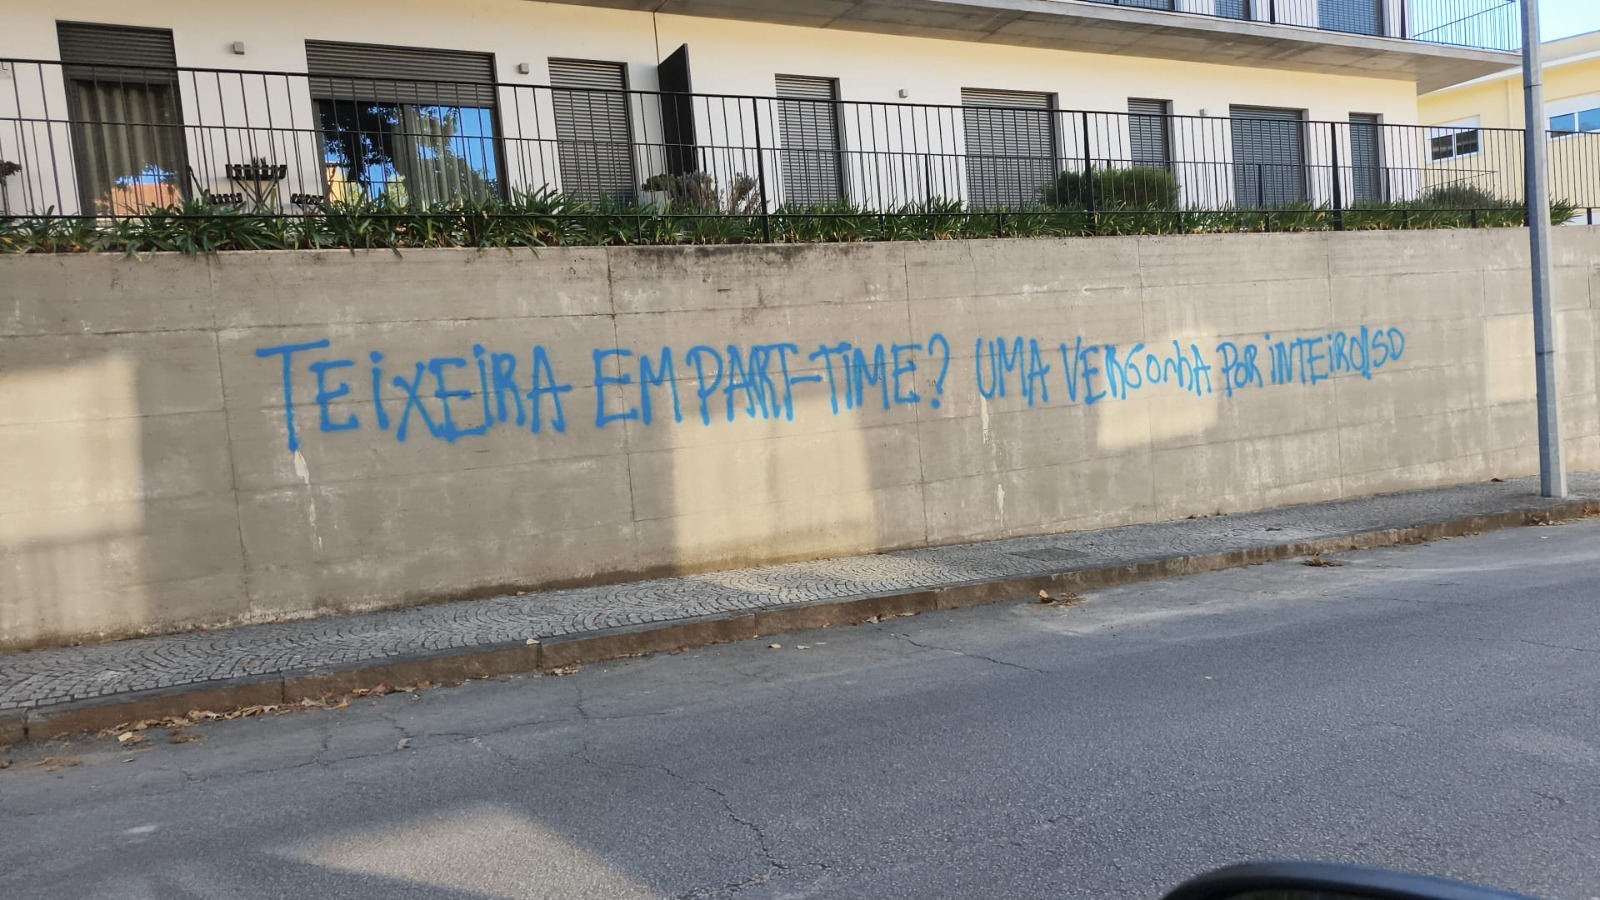 TEiXEiRA EM PART-TiME? UMA VERGONhA POR iNTEiRO! SD